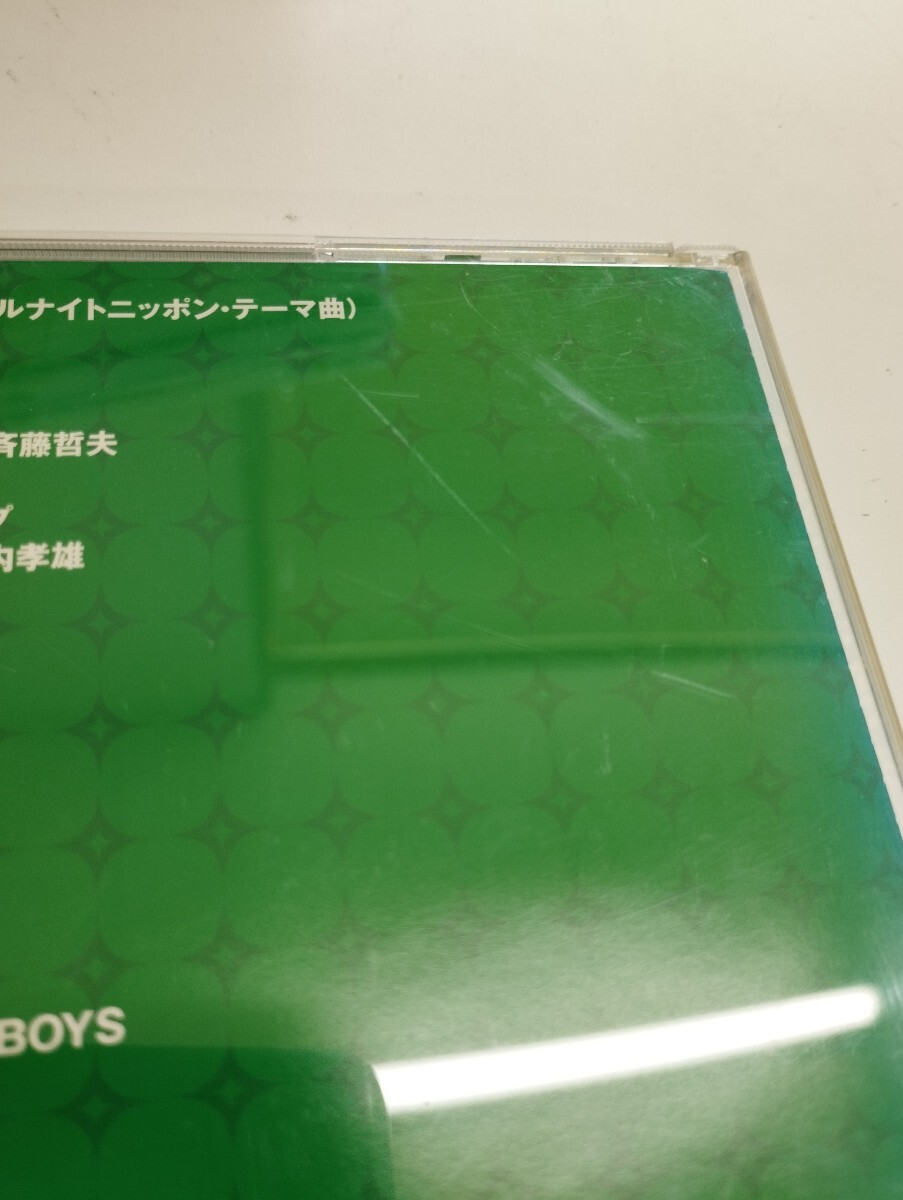 ルナイトニッポン・テーマ曲）
斉藤哲夫
プ
内孝雄
BOYS